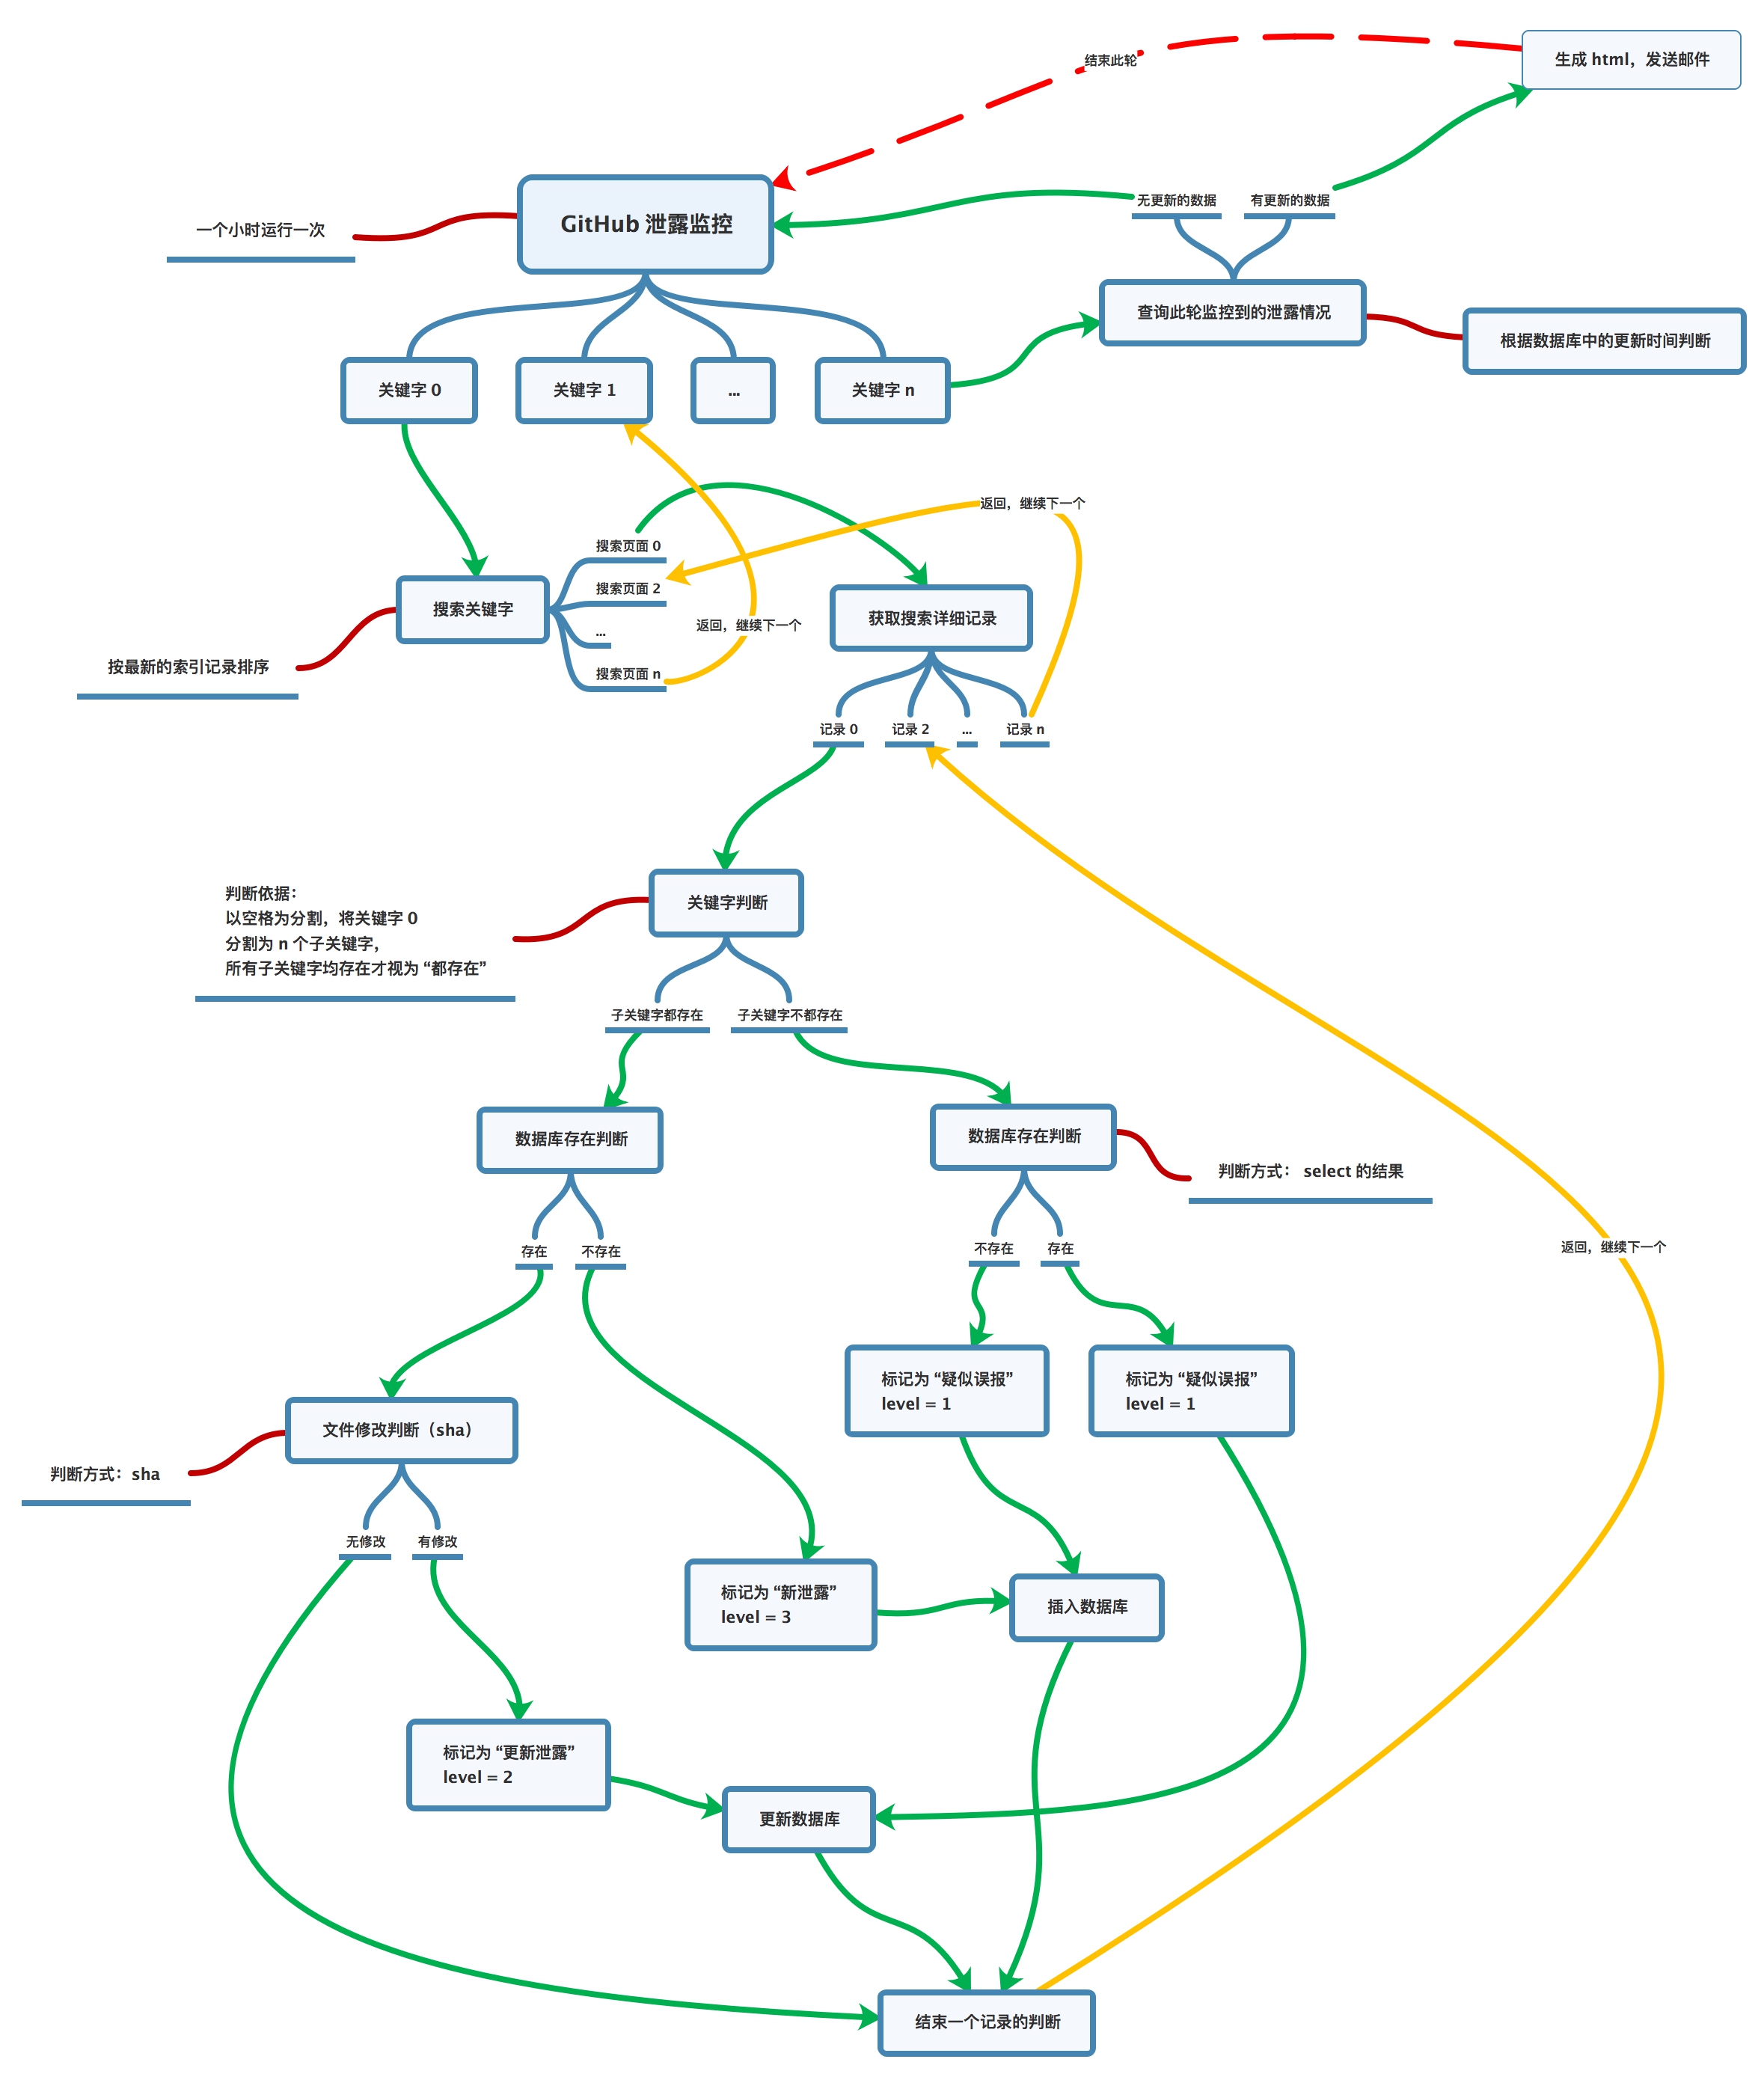 结束此轮
生成 html，发送邮件
无更新的数据
有更新的数据
一个小时运行一次
GitHub 泄露监控
查询此轮监控到的泄露情况
根据数据库中的更新时间判断
关键字 0
关键字 1
...
关键字 n
返回，继续下一个
搜索页面 0
搜索页面 2
...
搜索页面 n
搜索关键字
返回，继续下一个
获取搜索详细记录
按最新的索引记录排序
记录 0
记录 2
...
记录 n
判断依据：
以空格为分割，将关键字 0
分割为 n 个子关键字，
所有子关键字均存在才视为 “都存在”
关键字判断
子关键字都存在
子关键字不都存在
数据库存在判断
数据库存在判断
判断方式： select 的结果
存在
不存在
不存在
存在
返回，继续下一个
标记为 “疑似误报”
level = 1
标记为 “疑似误报”
level = 1
文件修改判断（sha）
判断方式：sha
无修改
有修改
标记为 “新泄露”
level = 3
插入数据库
标记为 “更新泄露”
level = 2
更新数据库
结束一个记录的判断